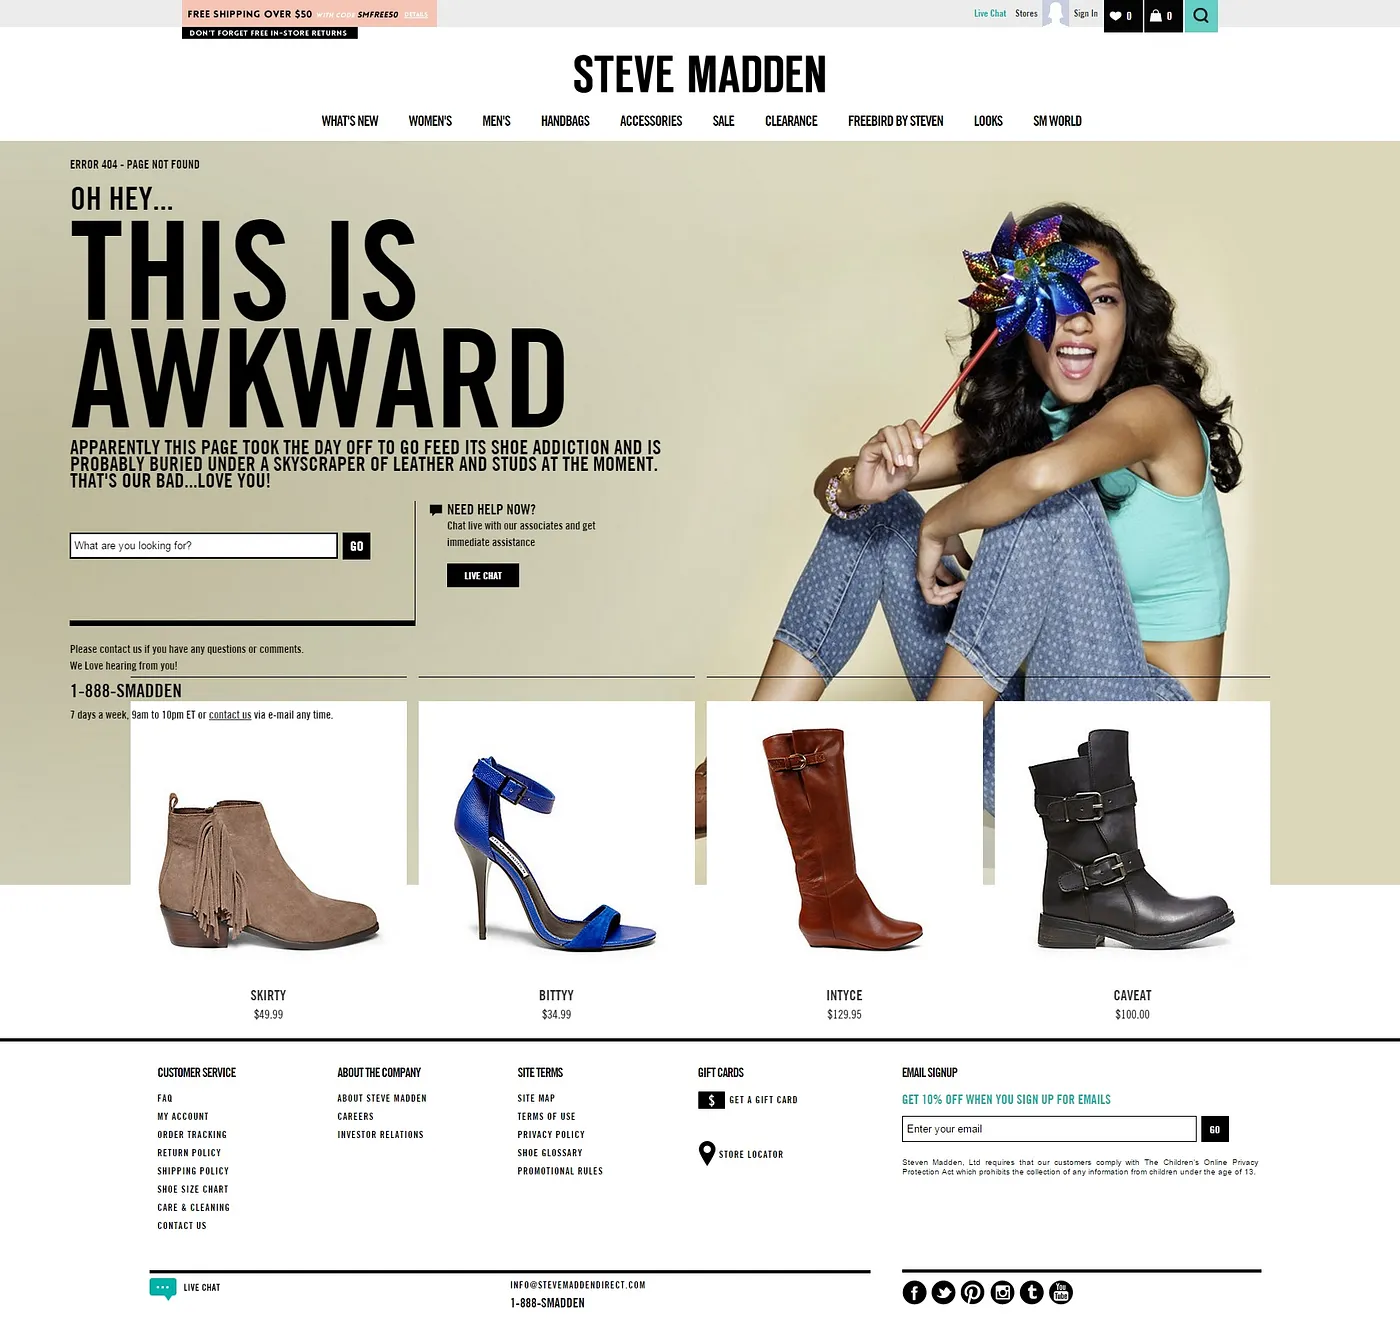 FREE SHIPPING OVER $50 WITH CODE SMFREE50 DETAILS
DON'T FORGET FREE IN-STORE RETURNS
Live Chat Stores Sign In 0 0
STEVE MADDEN
WHAT'S NEW WOMEN'S MEN'S HANDBAGS ACCESSORIES SALE CLEARANCE FREEBIRD BY STEVEN LOOKS SM WORLD
ERROR 404 - PAGE NOT FOUND
OH HEY...
THIS IS
AWKWARD
APPARENTLY THIS PAGE TOOK THE DAY OFF TO GO FEED ITS SHOE ADDICTION AND IS
PROBABLY BURIED UNDER A SKYSCRAPER OF LEATHER AND STUDS AT THE MOMENT.
THAT'S OUR BAD...LOVE YOU!
What are you looking for? GO
NEED HELP NOW?
Chat live with our associates and get
immediate assistance
LIVE CHAT
Please contact us if you have any questions or comments.
We Love hearing from you!
1-888-SMADDEN
7 days a week, 9am to 10pm ET or contact us via e-mail any time.
SKIRTY
$49.99
BITTYY
$34.99
INTYCE
$129.95
CAVEAT
$100.00
CUSTOMER SERVICE
FAQ
MY ACCOUNT
ORDER TRACKING
RETURN POLICY
SHIPPING POLICY
SHOE SIZE CHART
CARE & CLEANING
CONTACT US
ABOUT THE COMPANY
ABOUT STEVE MADDEN
CAREERS
INVESTOR RELATIONS
SITE TERMS
SITE MAP
TERMS OF USE
PRIVACY POLICY
SHOE GLOSSARY
PROMOTIONAL RULES
GIFT CARDS
$ GET A GIFT CARD
STORE LOCATOR
EMAIL SIGNUP
GET 10% OFF WHEN YOU SIGN UP FOR EMAILS
Enter your email GO
Steven Madden, Ltd requires that our customers comply with The Children's Online Privacy
Protection Act which prohibits the collection of any information from children under the age of 13.
LIVE CHAT
INFO@STEVEMADDENDIRECT.COM
1-888-SMADDEN
You
Tube